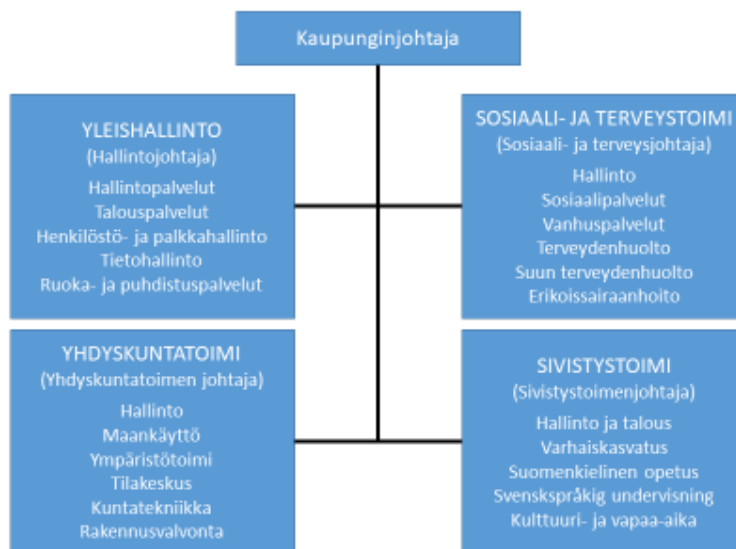 Kaupunginjohtaja
YLEISHALLINTO
(Hallintojohtaja)
Hallintopalvelut
Talouspalvelut
Henkilöstö- ja palkkahallinto
Tietohallinto
Ruoka- ja puhdistuspalvelut
SOSIAALI- JA TERVEYSTOIMI
(Sosiaali- ja terveysjohtaja)
Hallinto
Sosiaalipalvelut
Vanhuspalvelut
Terveydenhuolto
Suun terveydenhuolto
Erikoissairaanhoito
YHDYSKUNTATOIMI
(Yhdyskuntatoimen johtaja)
Hallinto
Maankäyttö
Ympäristötoimi
Tilakeskus
Kuntatekniikka
Rakennusvalvonta
SIVISTYSTOIMI
(Sivistystoimenjohtaja)
Hallinto ja talous
Varhaiskasvatus
Suomenkielinen opetus
Svenskspråkig undervisning
Kulttuuri- ja vapaa-aika